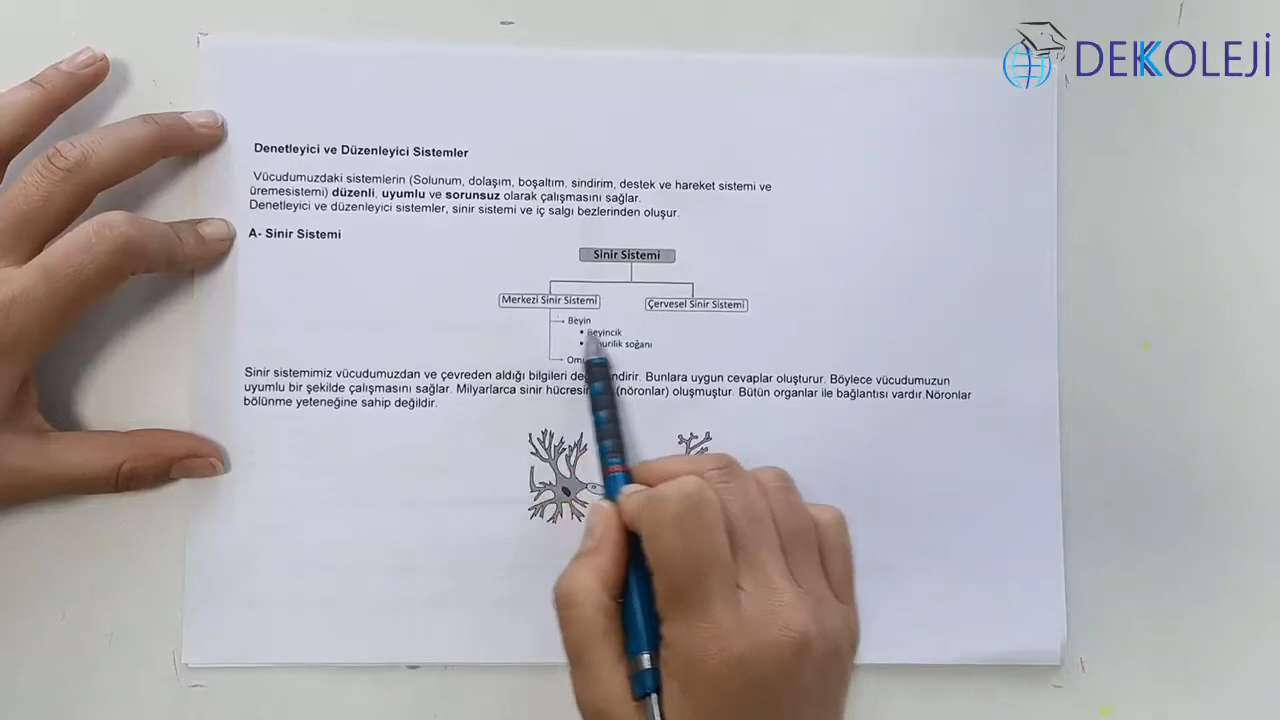 DEKKOLEJİ
Denetleyici ve Düzenleyici Sistemler
Vücudumuzdaki sistemlerin (Solunum, dolaşım, boşaltım, sindirim, destek ve hareket sistemi ve
üremesistemi) düzenli, uyumlu ve sorunsuz olarak çalışmasını sağlar.
Denetleyici ve düzenleyici sistemler, sinir sistemi ve iç salgı bezlerinden oluşur.
A- Sinir Sistemi
Sinir Sistemi
Merkezi Sinir Sistemi
Çervesel Sinir Sistemi
Beyin
• Beyincik
• soğanı
Sinir sistemimiz vücudumuzdan ve çevreden aldığı bilgileri Bunlara uygun cevaplar oluşturur. Böylece vücudumuzun
uyumlu bir şekilde çalışmasını sağlar. Milyarlarca sinir (nöronlar) oluşmuştur. Bütün organlar ile bağlantısı vardır.Nöronlar
bölünme yeteneğine sahip değildir.